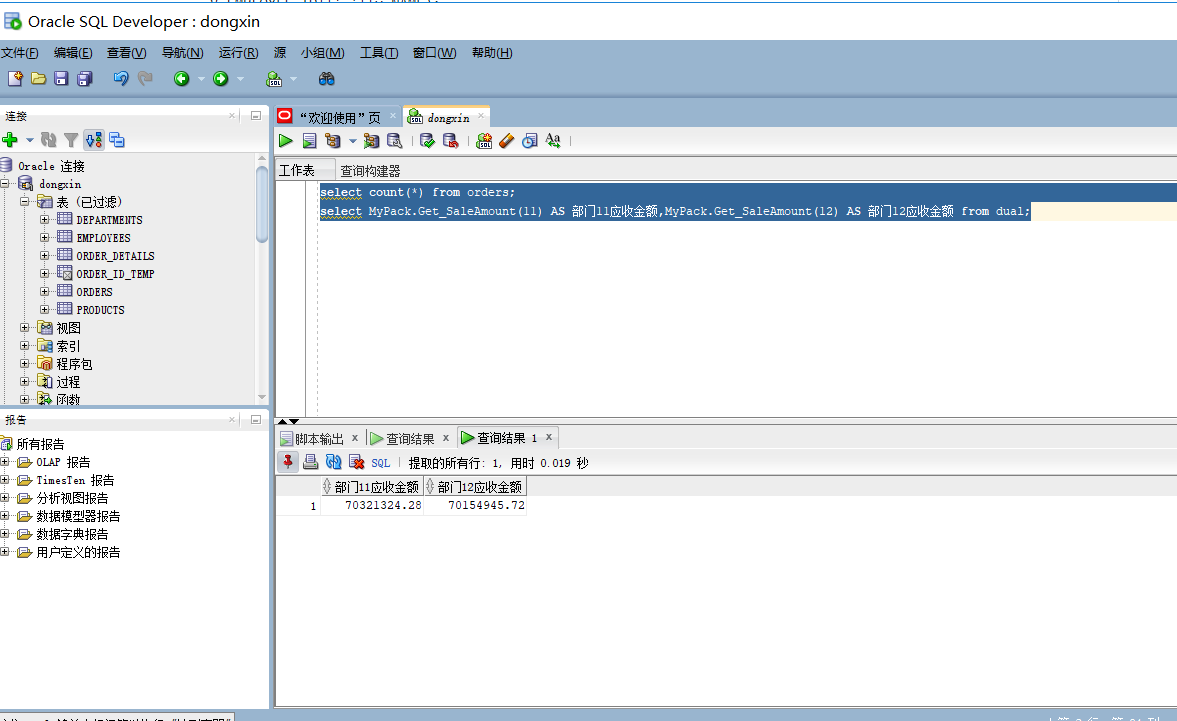 Oracle SQL Developer : dongxin
文件(F) 编辑(E) 查看(V) 导航(N) 运行(R) 源 小组(M) 工具(T) 窗口(W) 帮助(H)
连接
Oracle 连接
dongxin
表 (已过滤)
DEPARTMENTS
EMPLOYEES
ORDER_DETAILS
ORDER_ID_TEMP
ORDERS
PRODUCTS
视图
索引
程序包
过程
函数
报告
所有报告
OLAP 报告
TimesTen 报告
分析视图报告
数据模型器报告
数据字典报告
用户定义的报告
“欢迎使用”页 dongxin
工作表 查询构建器
select count(*) from orders;
select MyPack.Get_SaleAmount(11) AS 部门11应收金额,MyPack.Get_SaleAmount(12) AS 部门12应收金额 from dual;
脚本输出 x 查询结果 x 查询结果 1 x
SQL | 提取的所有行: 1, 用时 0.019 秒
部门11应收金额 部门12应收金额
1 70321324.28 70154945.72